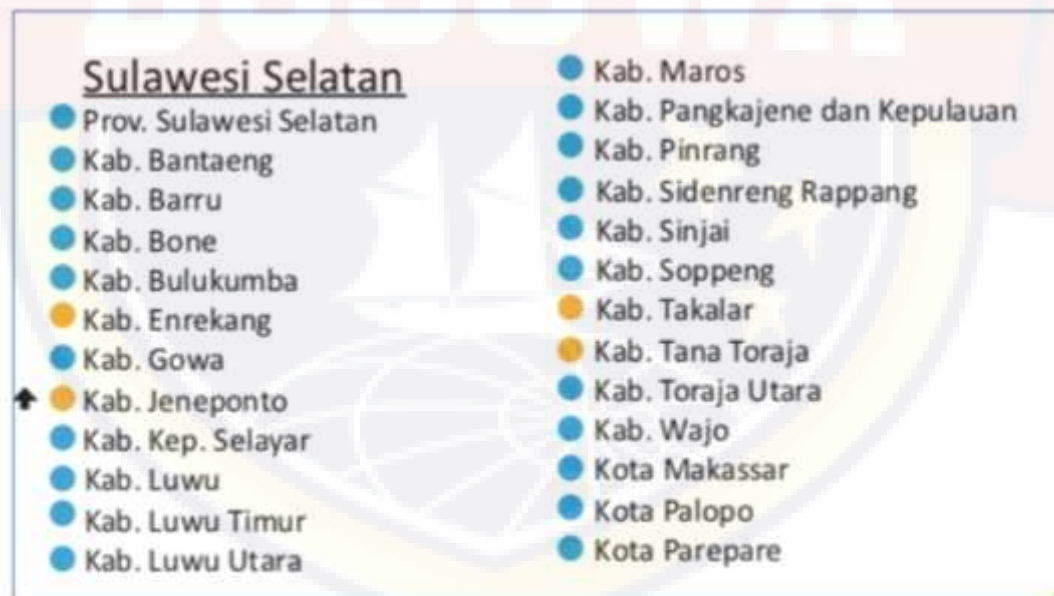 Sulawesi Selatan
Prov. Sulawesi Selatan
Kab. Bantaeng
Kab. Barru
Kab. Bone
Kab. Bulukumba
Kab. Enrekang
Kab. Gowa
Kab. Jeneponto
Kab. Kep. Selayar
Kab. Luwu
Kab. Luwu Timur
Kab. Luwu Utara
Kab. Maros
Kab. Pangkajene dan Kepulauan
Kab. Pinrang
Kab. Sidenreng Rappang
Kab. Sinjai
Kab. Soppeng
Kab. Takalar
Kab. Tana Toraja
Kab. Toraja Utara
Kab. Wajo
Kota Makassar
Kota Palopo
Kota Parepare